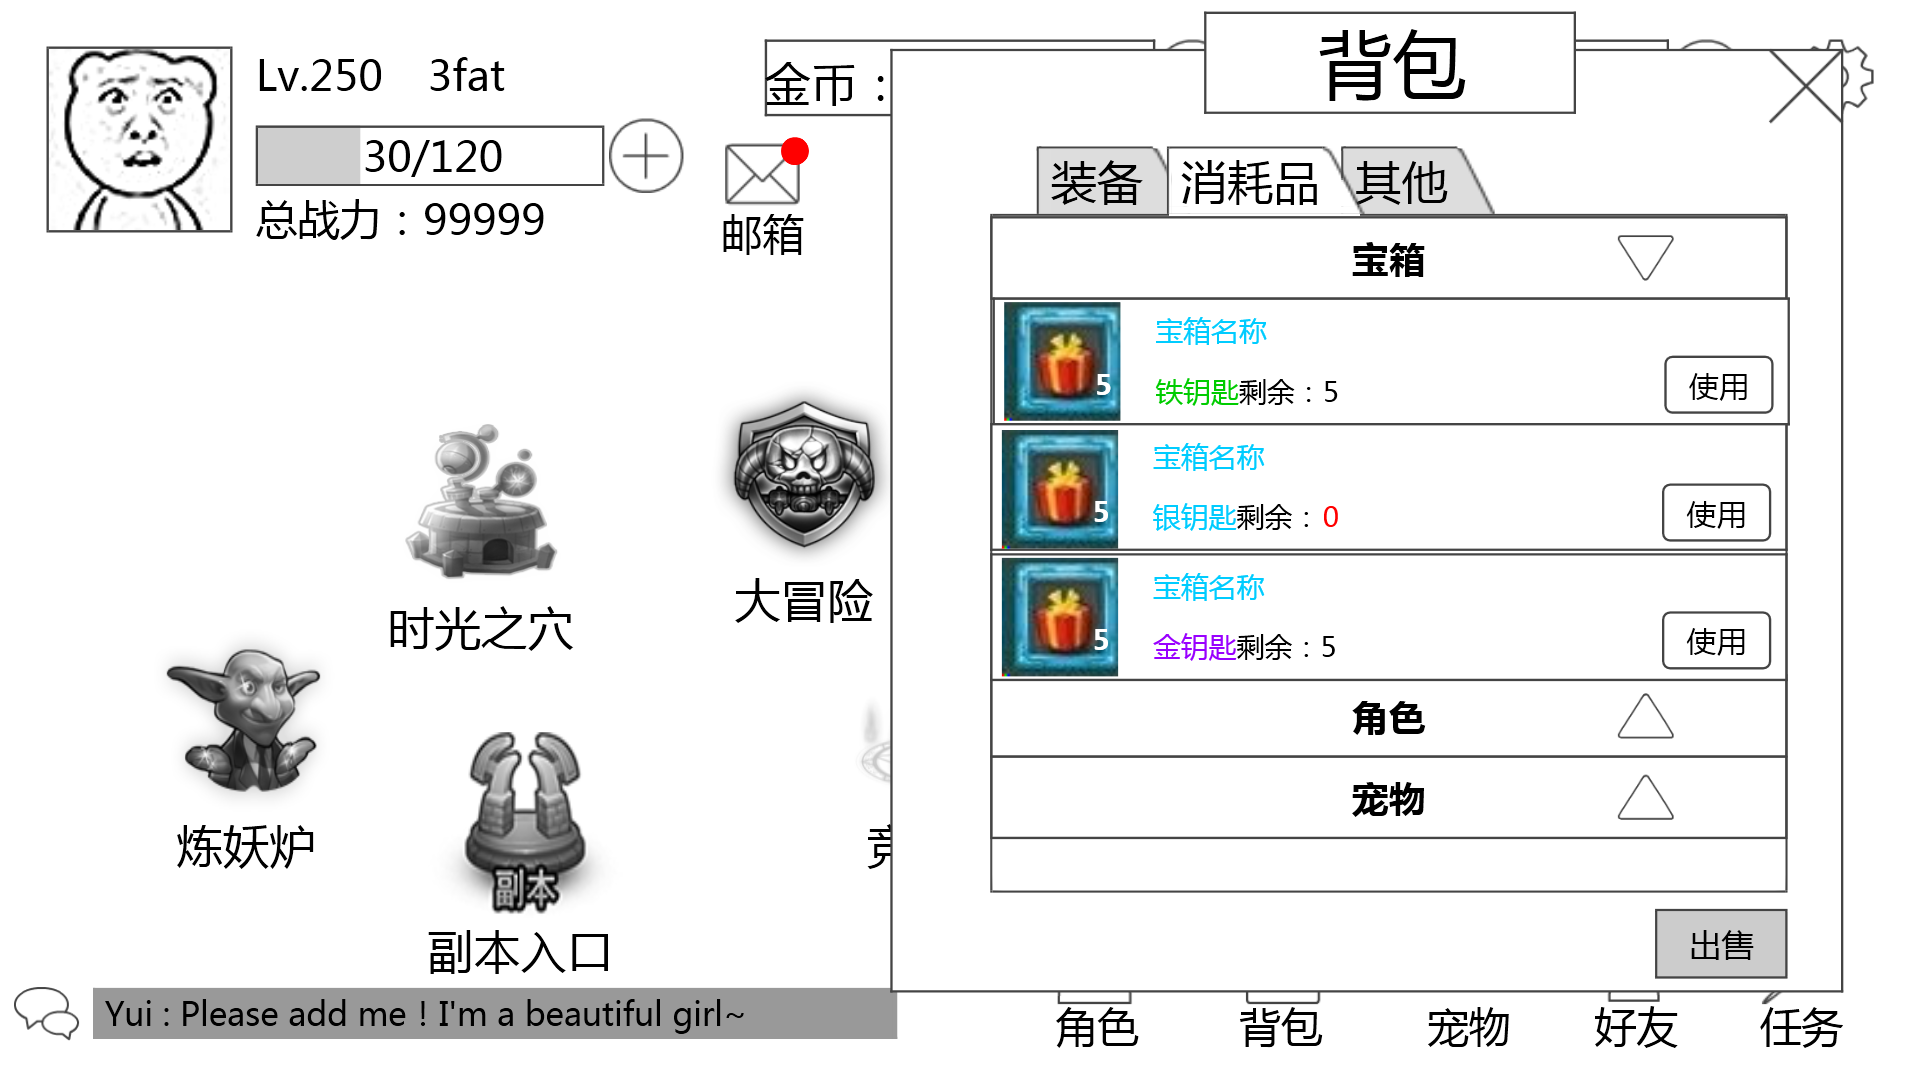 Lv.250 3fat
30/120
总战力：99999
邮箱
金币：
背包
装备
消耗品
其他
宝箱
宝箱名称
5
铁钥匙剩余：5
使用
宝箱名称
5
银钥匙剩余：0
使用
宝箱名称
5
金钥匙剩余：5
使用
角色
宠物
出售
大冒险
时光之穴
炼妖炉
副本
副本入口
Yui : Please add me ! I'm a beautiful girl~
角色
背包
宠物
好友
任务